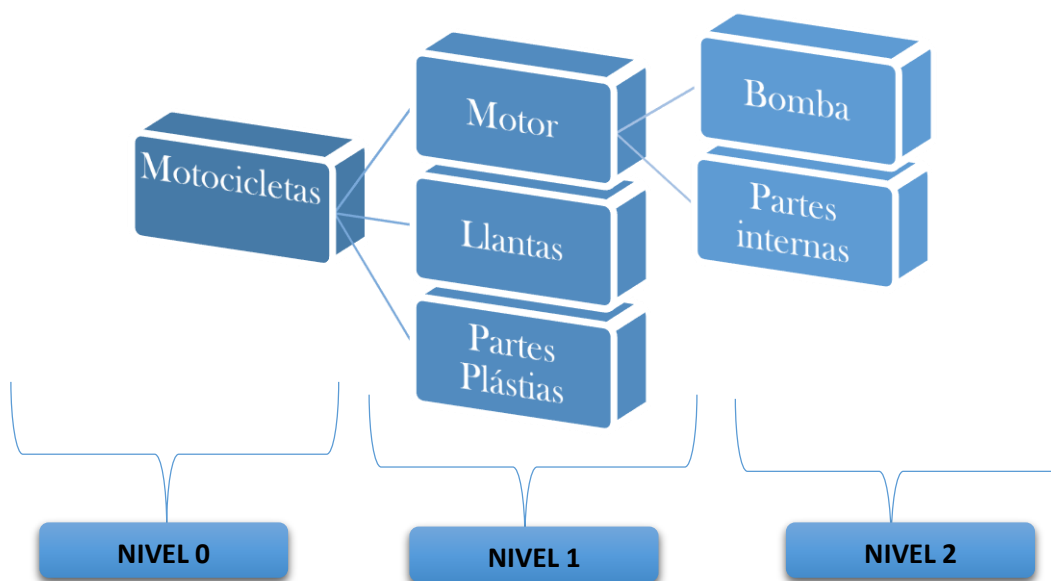 Motocicletas
Motor
Llantas
Partes
Plástias
Bomba
Partes
internas
NIVEL 0
NIVEL 1
NIVEL 2